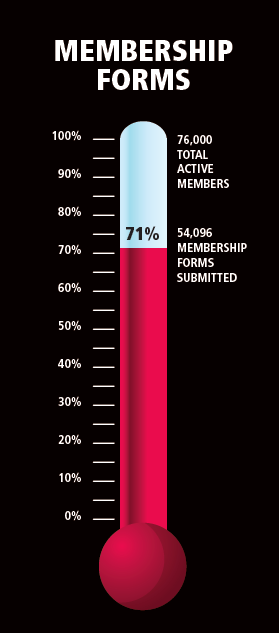 MEMBERSHIP
FORMS
100%
90%
80%
70%
60%
50%
40%
30%
20%
10%
0%
71%
76,000
TOTAL
ACTIVE
MEMBERS
54,096
MEMBERSHIP
FORMS
SUBMITTED